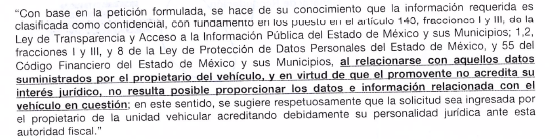 "Con base en la petición formulada, se hace de su conocimiento que la información requerida es
clasificada como confidencial, con fundamento en los puesto en el artículo 140, fracciones I y III, de la
Ley de Transparencia y Acceso a la Información Pública del Estado de México y sus Municipios; 1,2,
fracciones I y III, y 8 de la Ley de Protección de Datos Personales del Estado de México, y 55 del
Código Financiero del Estado de México y sus Municipios, al relacionarse con aquellos datos
suministrados por el propietario del vehículo, y en virtud de que el promovente no acredita su
interés jurídico, no resulta posible proporcionar los datos e información relacionada con el
vehículo en cuestión; en este sentido, se sugiere respetuosamente que la solicitud sea ingresada por
el propietario de la unidad vehicular acreditando debidamente su personalidad jurídica ante esta
autoridad fiscal."